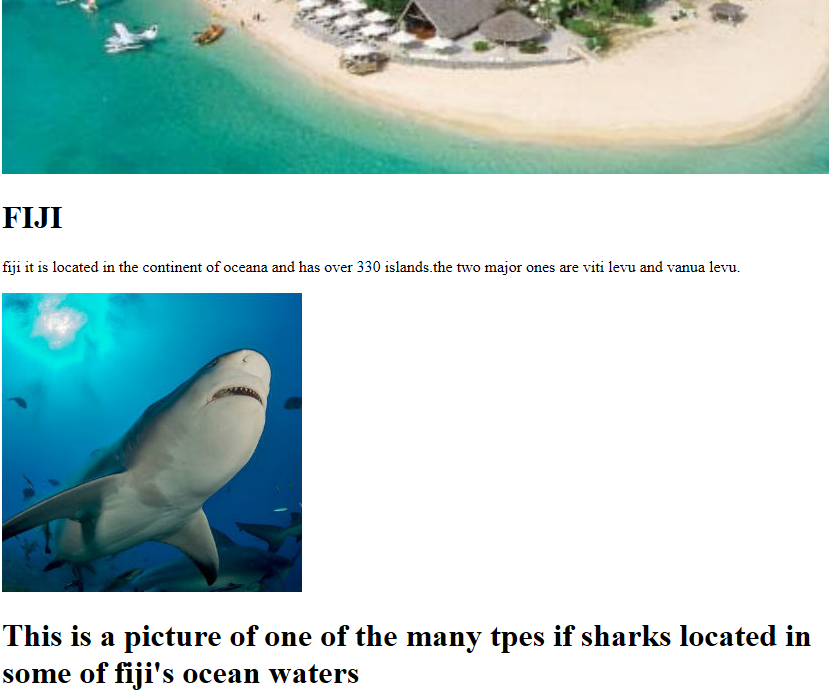 FIJI
fiji it is located in the continent of oceana and has over 330 islands.the two major ones are viti levu and vanua levu.
This is a picture of one of the many tpes if sharks located in
some of fiji's ocean waters